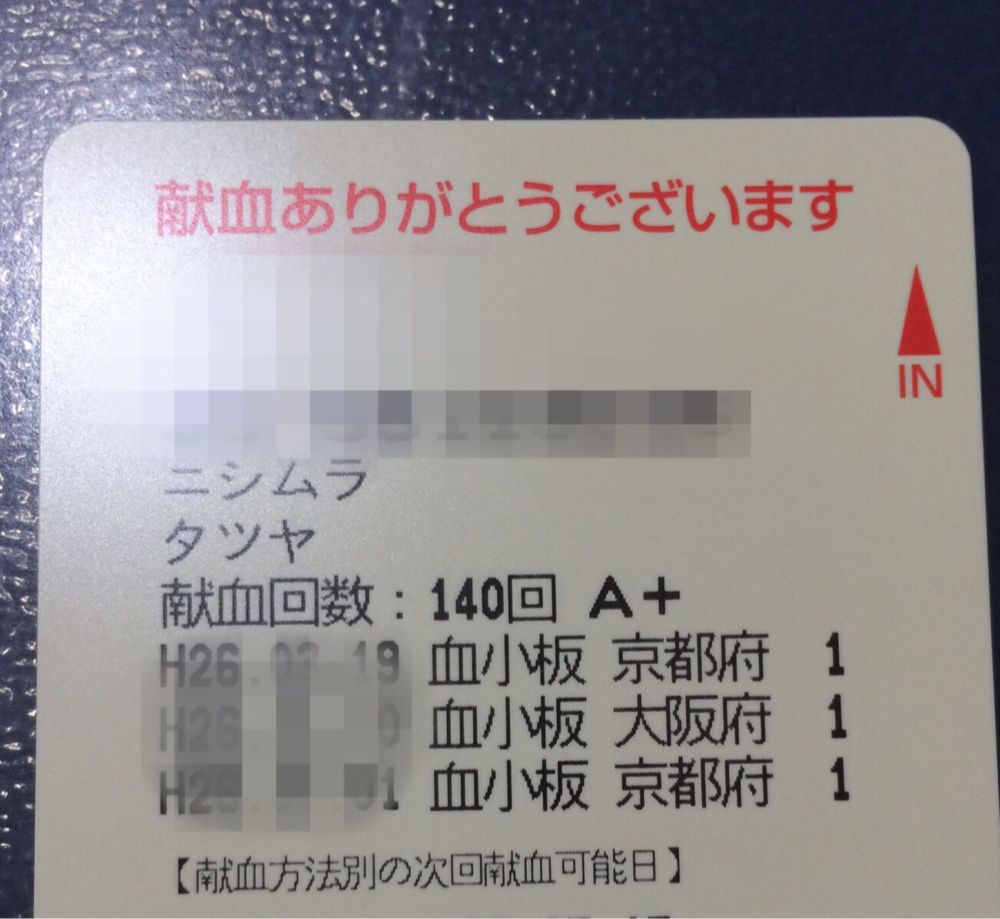 献血ありがとうございます
IN
ニシムラ
タツヤ
献血回数：140回 A+
H26.03.19 血小板 京都府 1
H26. 血小板 大阪府 1
H26. .01 血小板 京都府 1
【献血方法別の次回献血可能日】